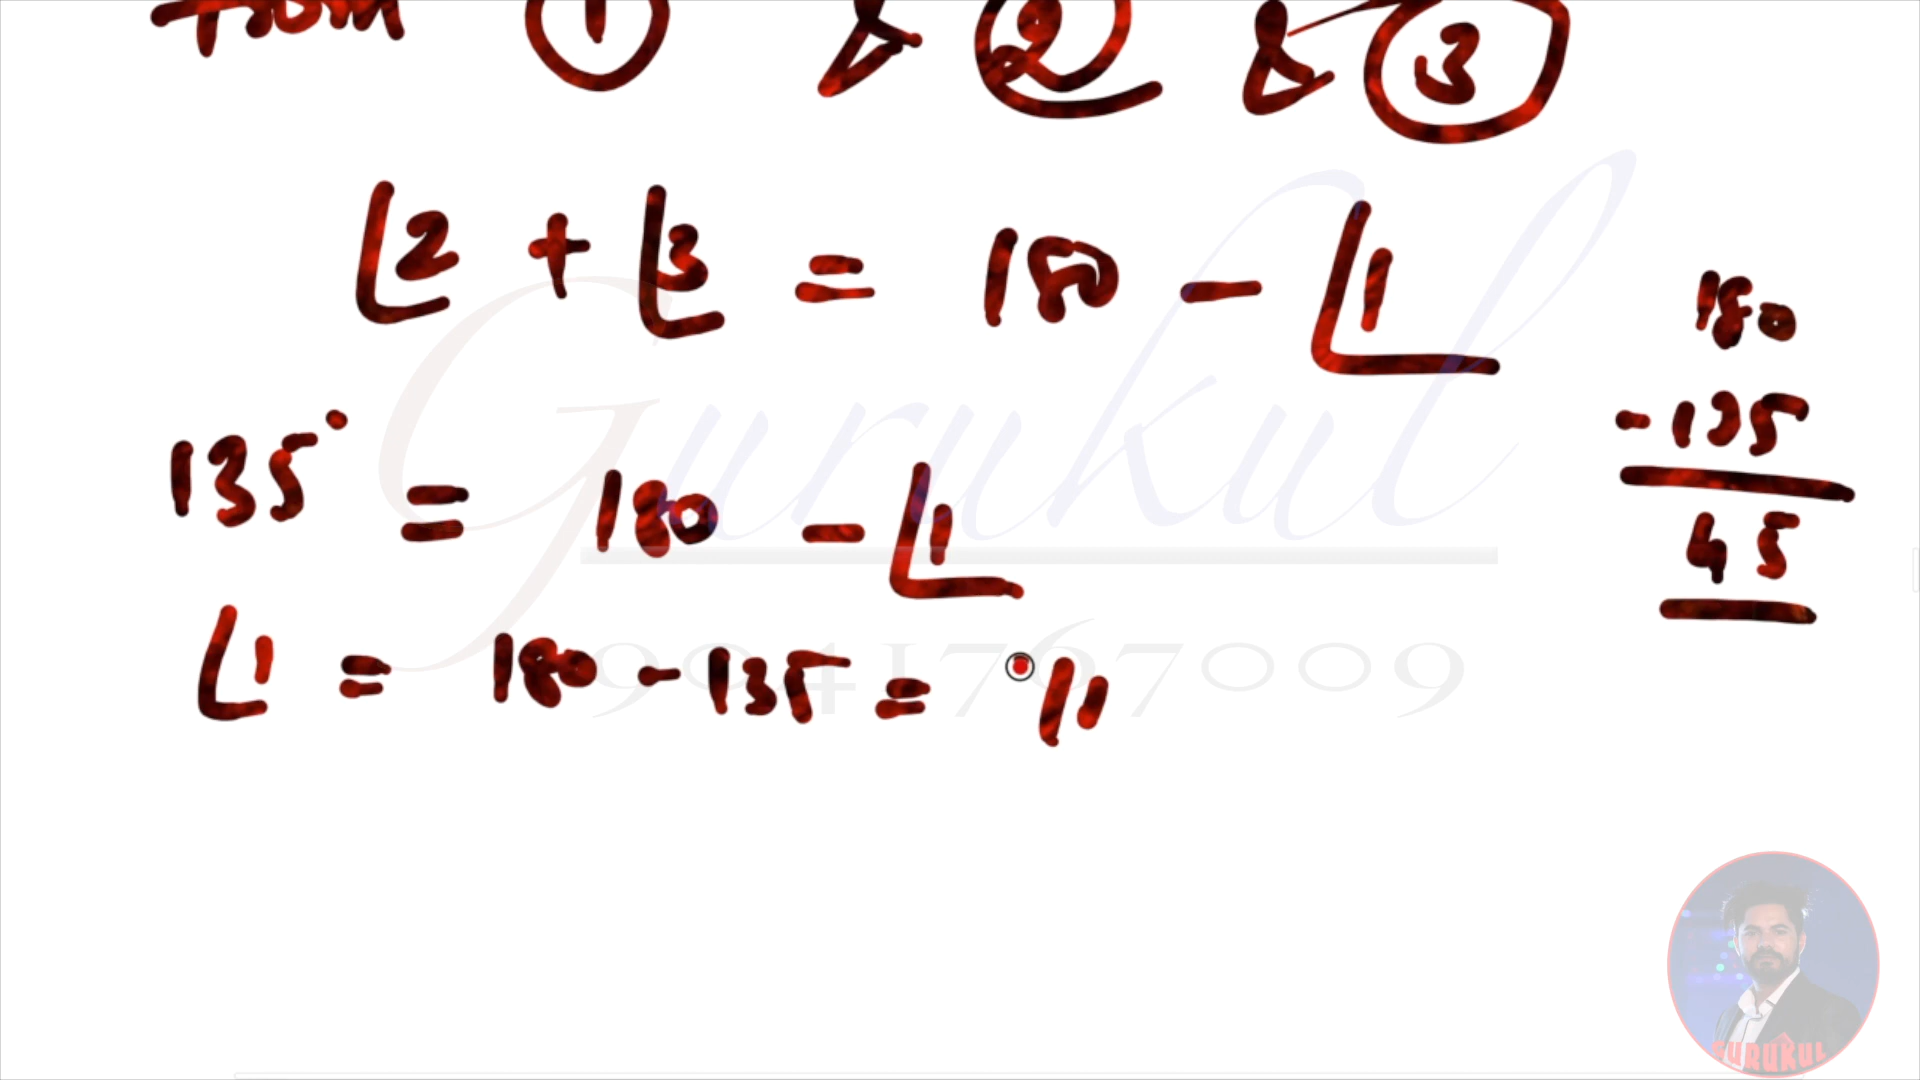 from ① & ② & ③
∠2 + ∠3 = 180 - ∠1
135° = 180 - ∠1
∠1 = 180 - 135 =
180
- 135
45
Gurukul
9041767009
GURUKUL